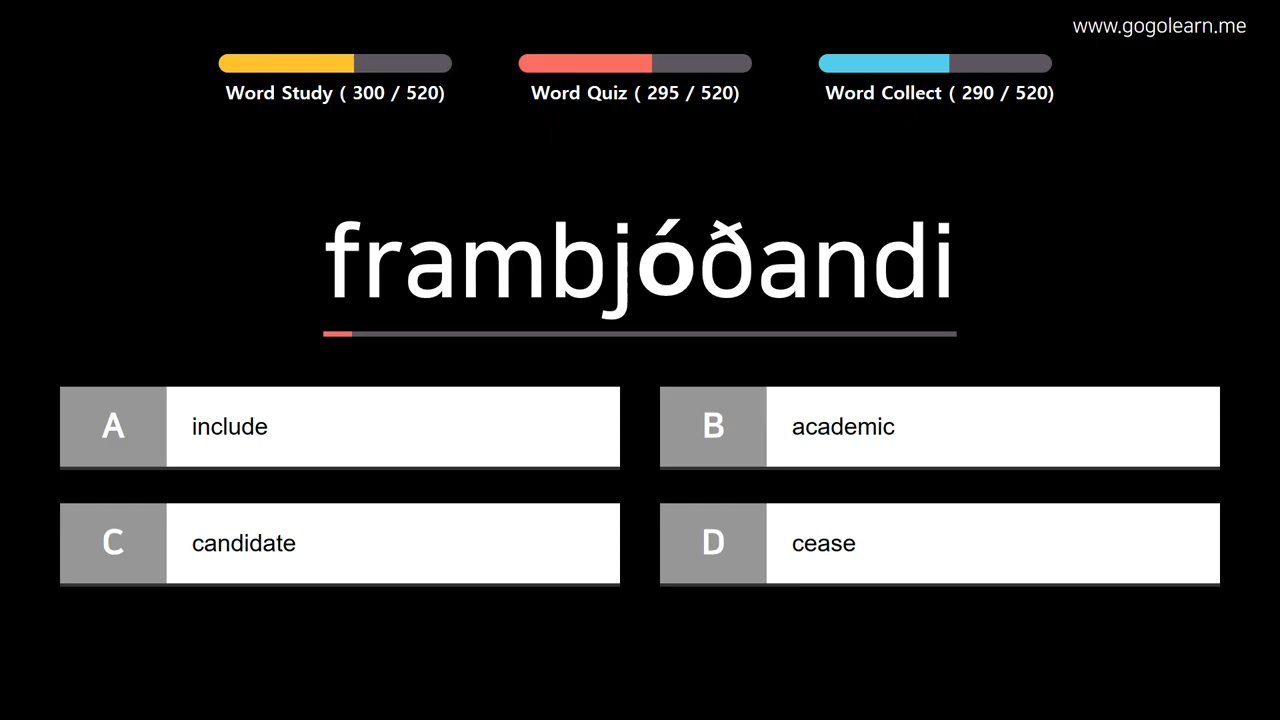 www.gogolearn.me
Word Study ( 300 / 520)
Word Quiz ( 295 / 520)
Word Collect ( 290 / 520)
frambjóðandi
A include
B academic
C candidate
D cease